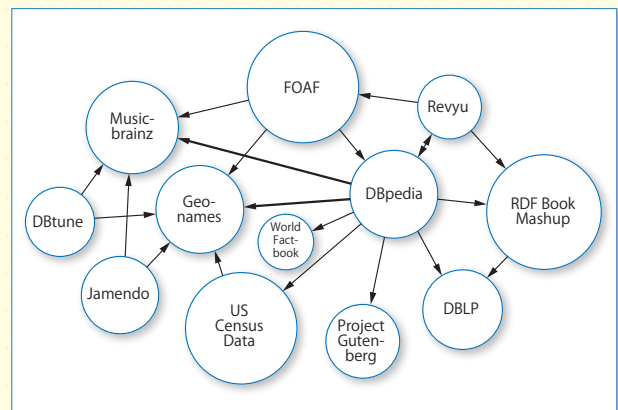 FOAF
Music-
brainz
Revyu
DBpedia
Geo-
names
RDF Book
Mashup
DBtune
World
Fact-
book
Jamendo
US
Census
Data
Project
Guten-
berg
DBLP